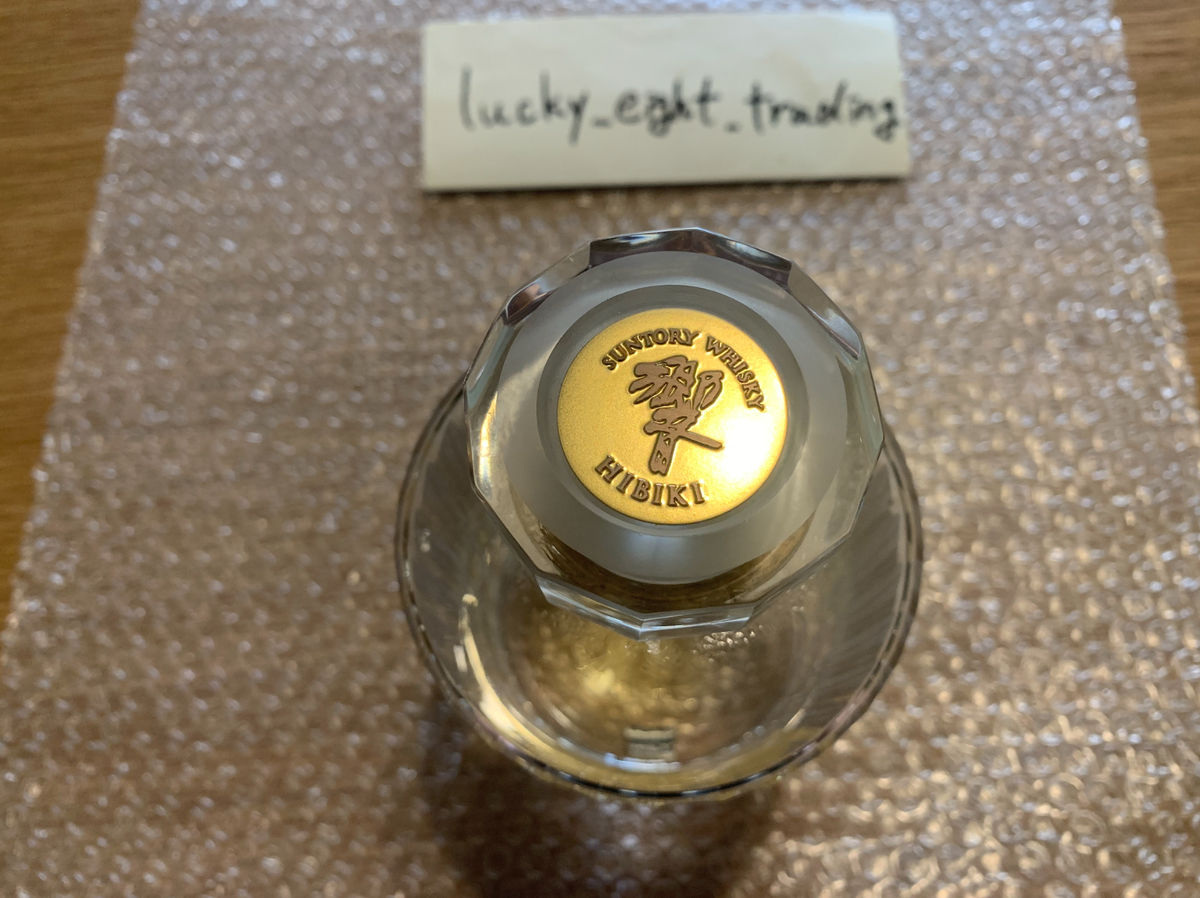 lucky_eght_trading
SUNTORY WHISKY
響
HIBIKI